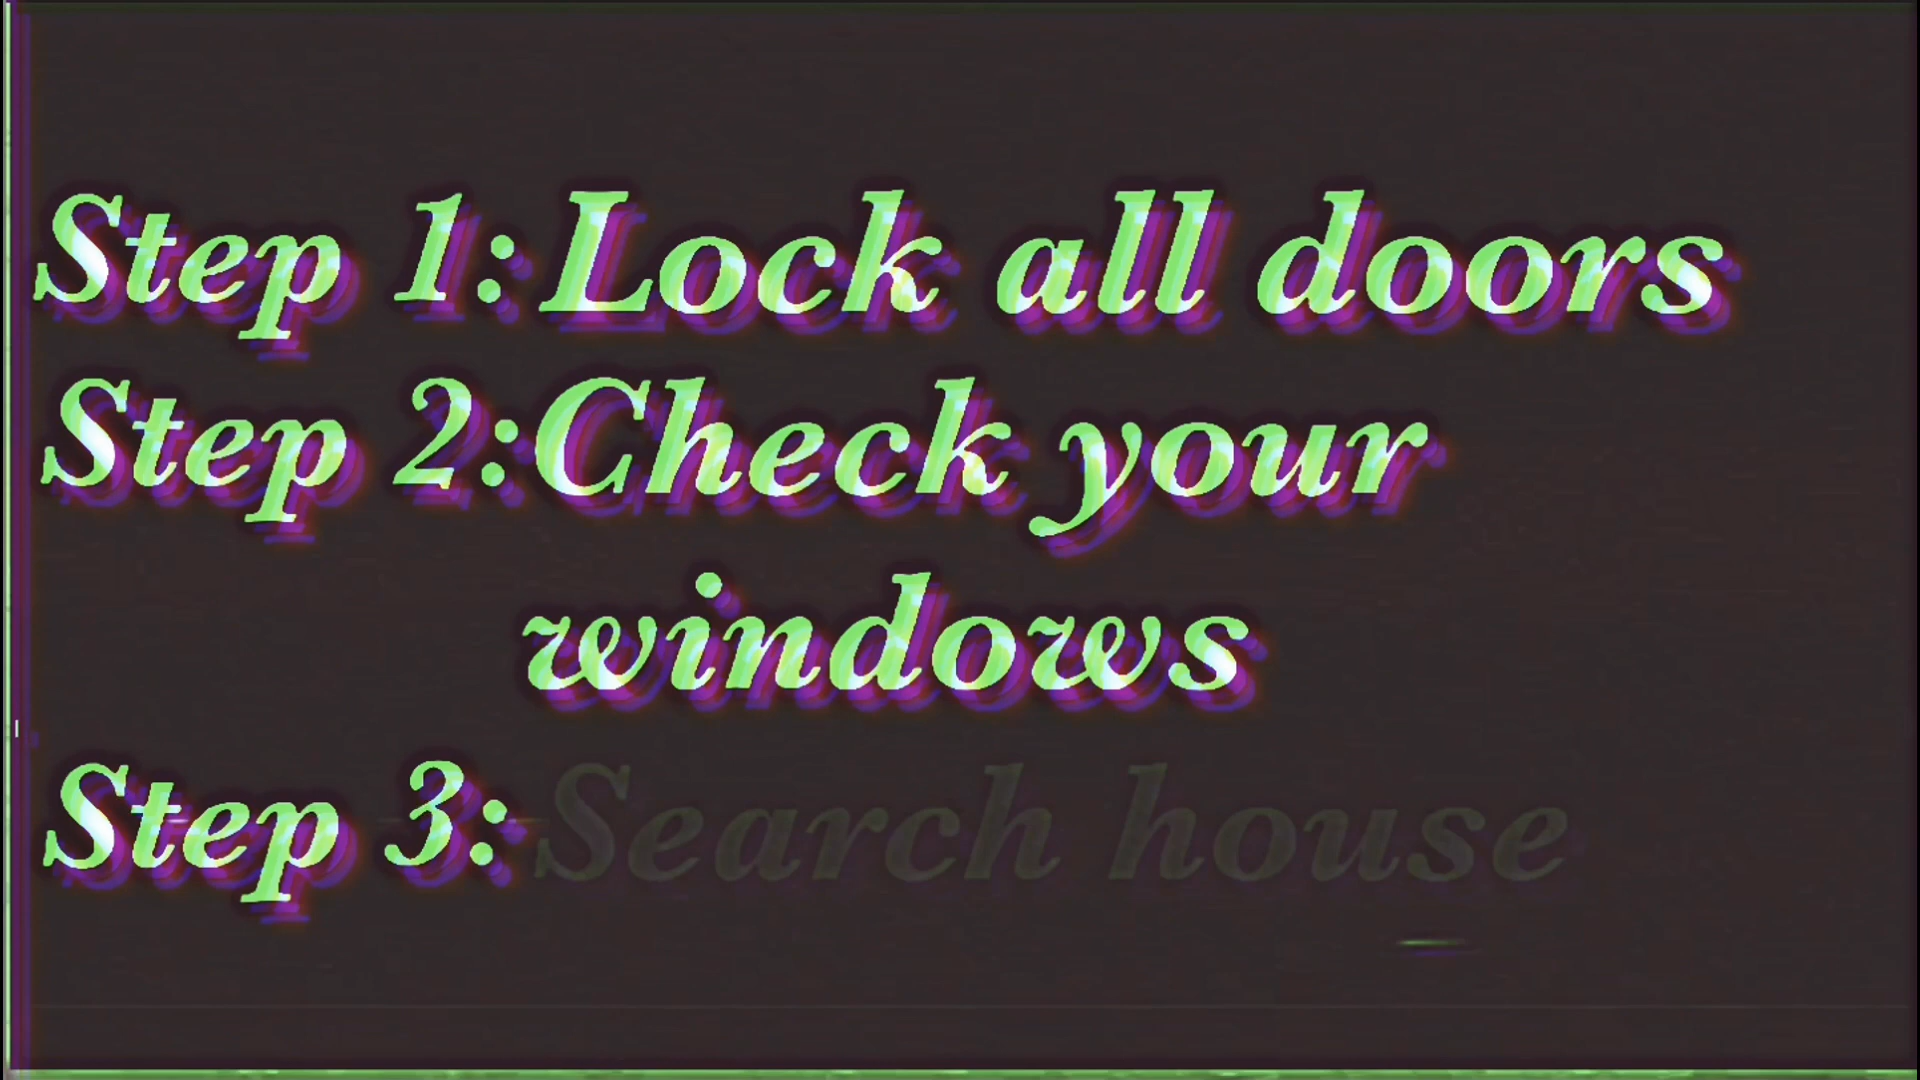 Step 1: Lock all doors
Step 2: Check your
windows
Step 3: Search house